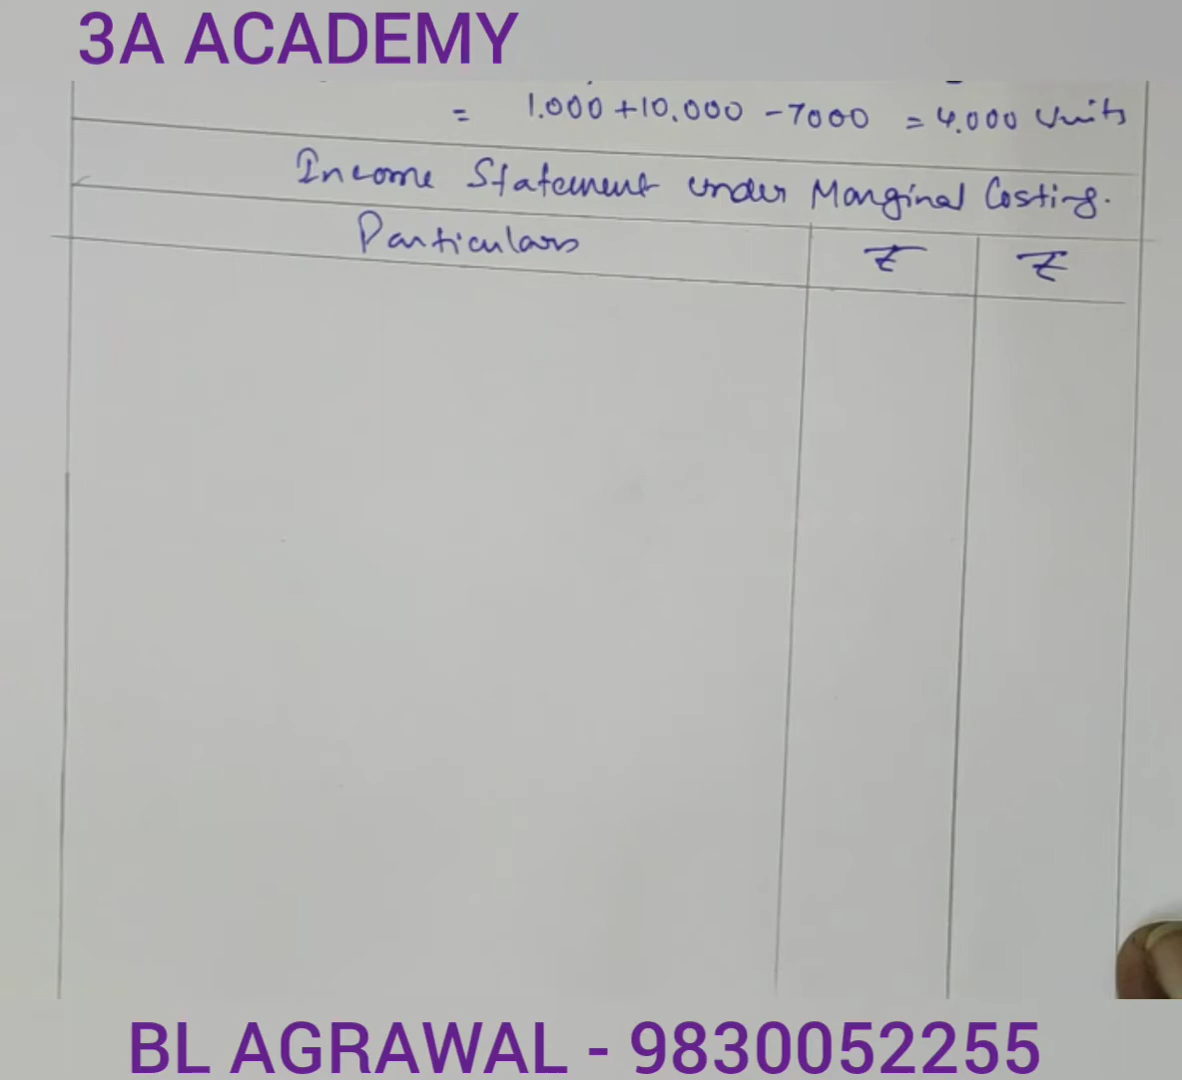 3A ACADEMY
= 1.000 + 10.000 - 7000 = 4.000 Units
Income Statement under Marginal Costing.
Particulars ₹ ₹
BL AGRAWAL - 9830052255